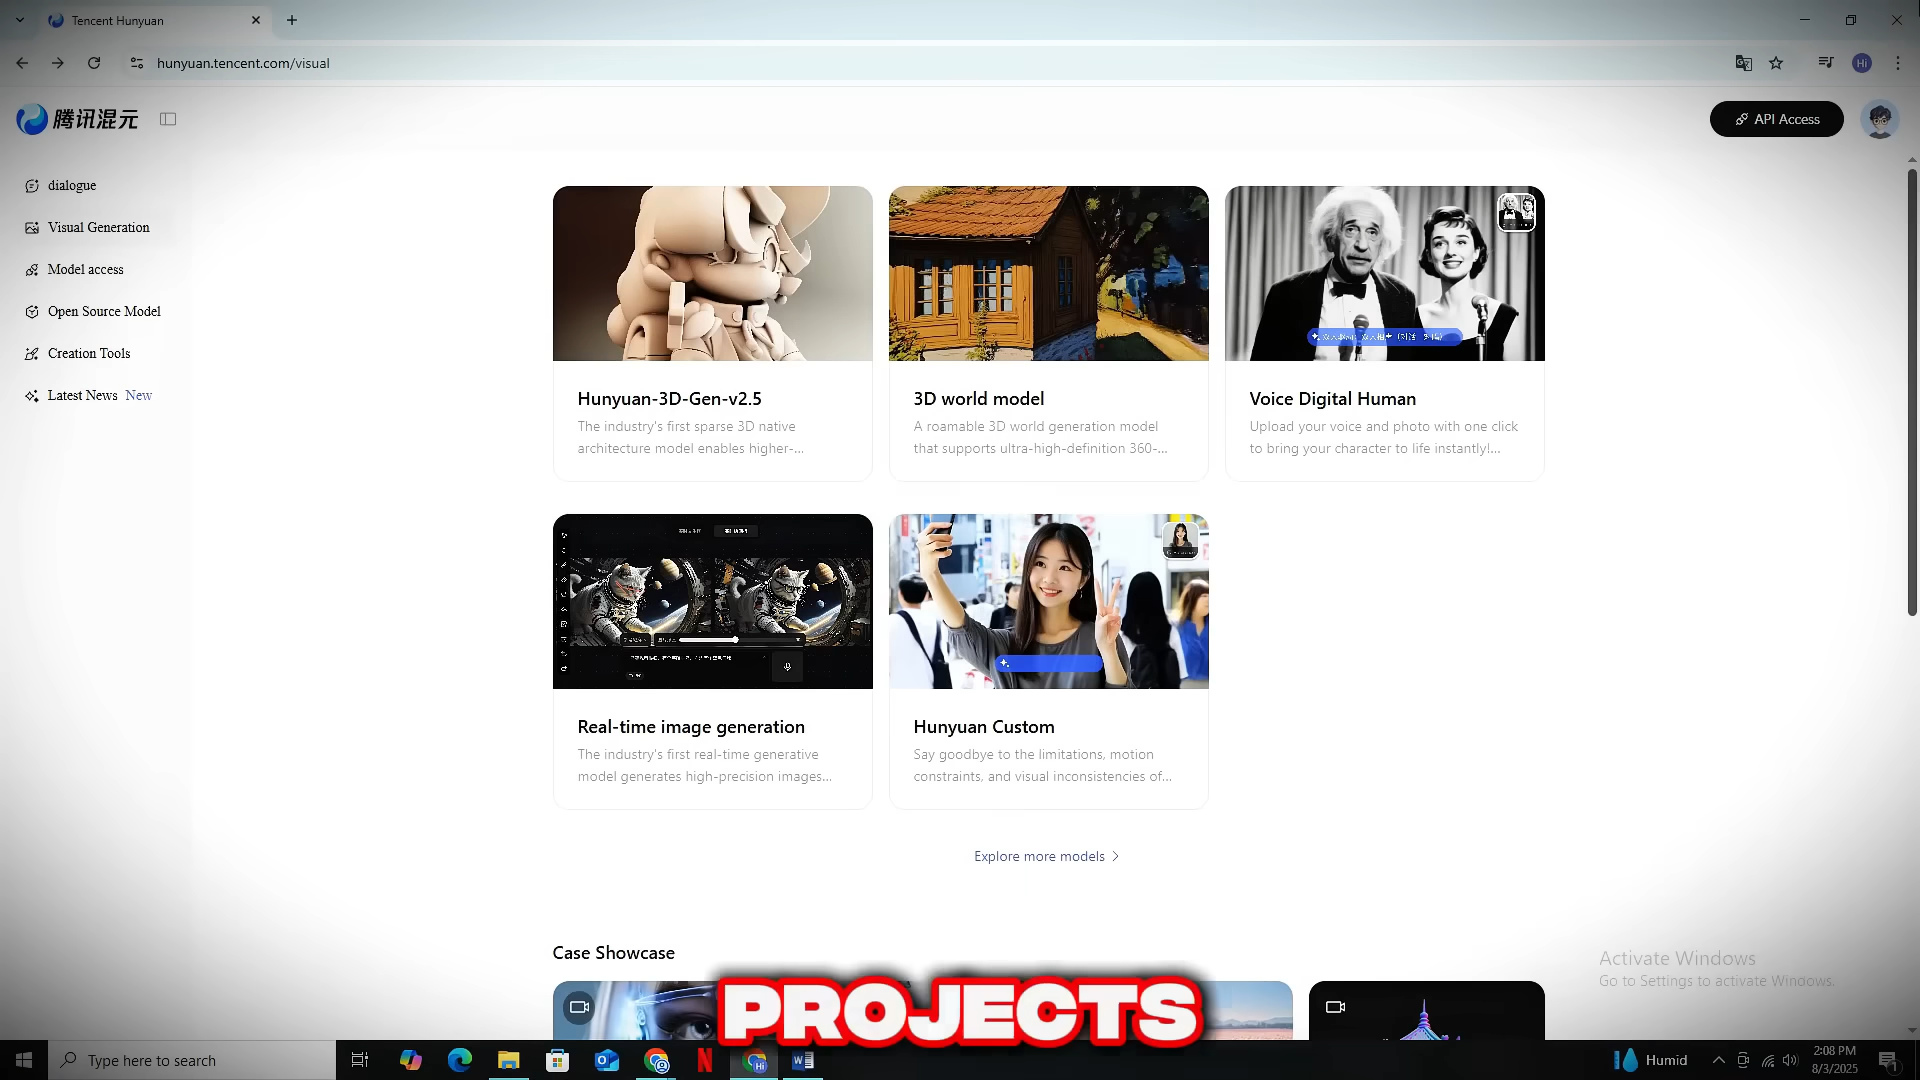 Tencent Hunyuan
hunyuan.tencent.com/visual
Hi
腾讯混元
API Access
dialogue
Visual Generation
Model access
Open Source Model
Creation Tools
Latest News New
Hunyuan-3D-Gen-v2.5
The industry's first sparse 3D native
architecture model enables higher-...
3D world model
A roamable 3D world generation model
that supports ultra-high-definition 360-...
Voice Digital Human
Upload your voice and photo with one click
to bring your character to life instantly!...
Real-time image generation
The industry's first real-time generative
model generates high-precision images...
Hunyuan Custom
Say goodbye to the limitations, motion
constraints, and visual inconsistencies of...
Explore more models
Case Showcase
Activate Windows
Go to Settings to activate Windows.
PROJECTS
Type here to search
Humid
2:08 PM
8/3/2025